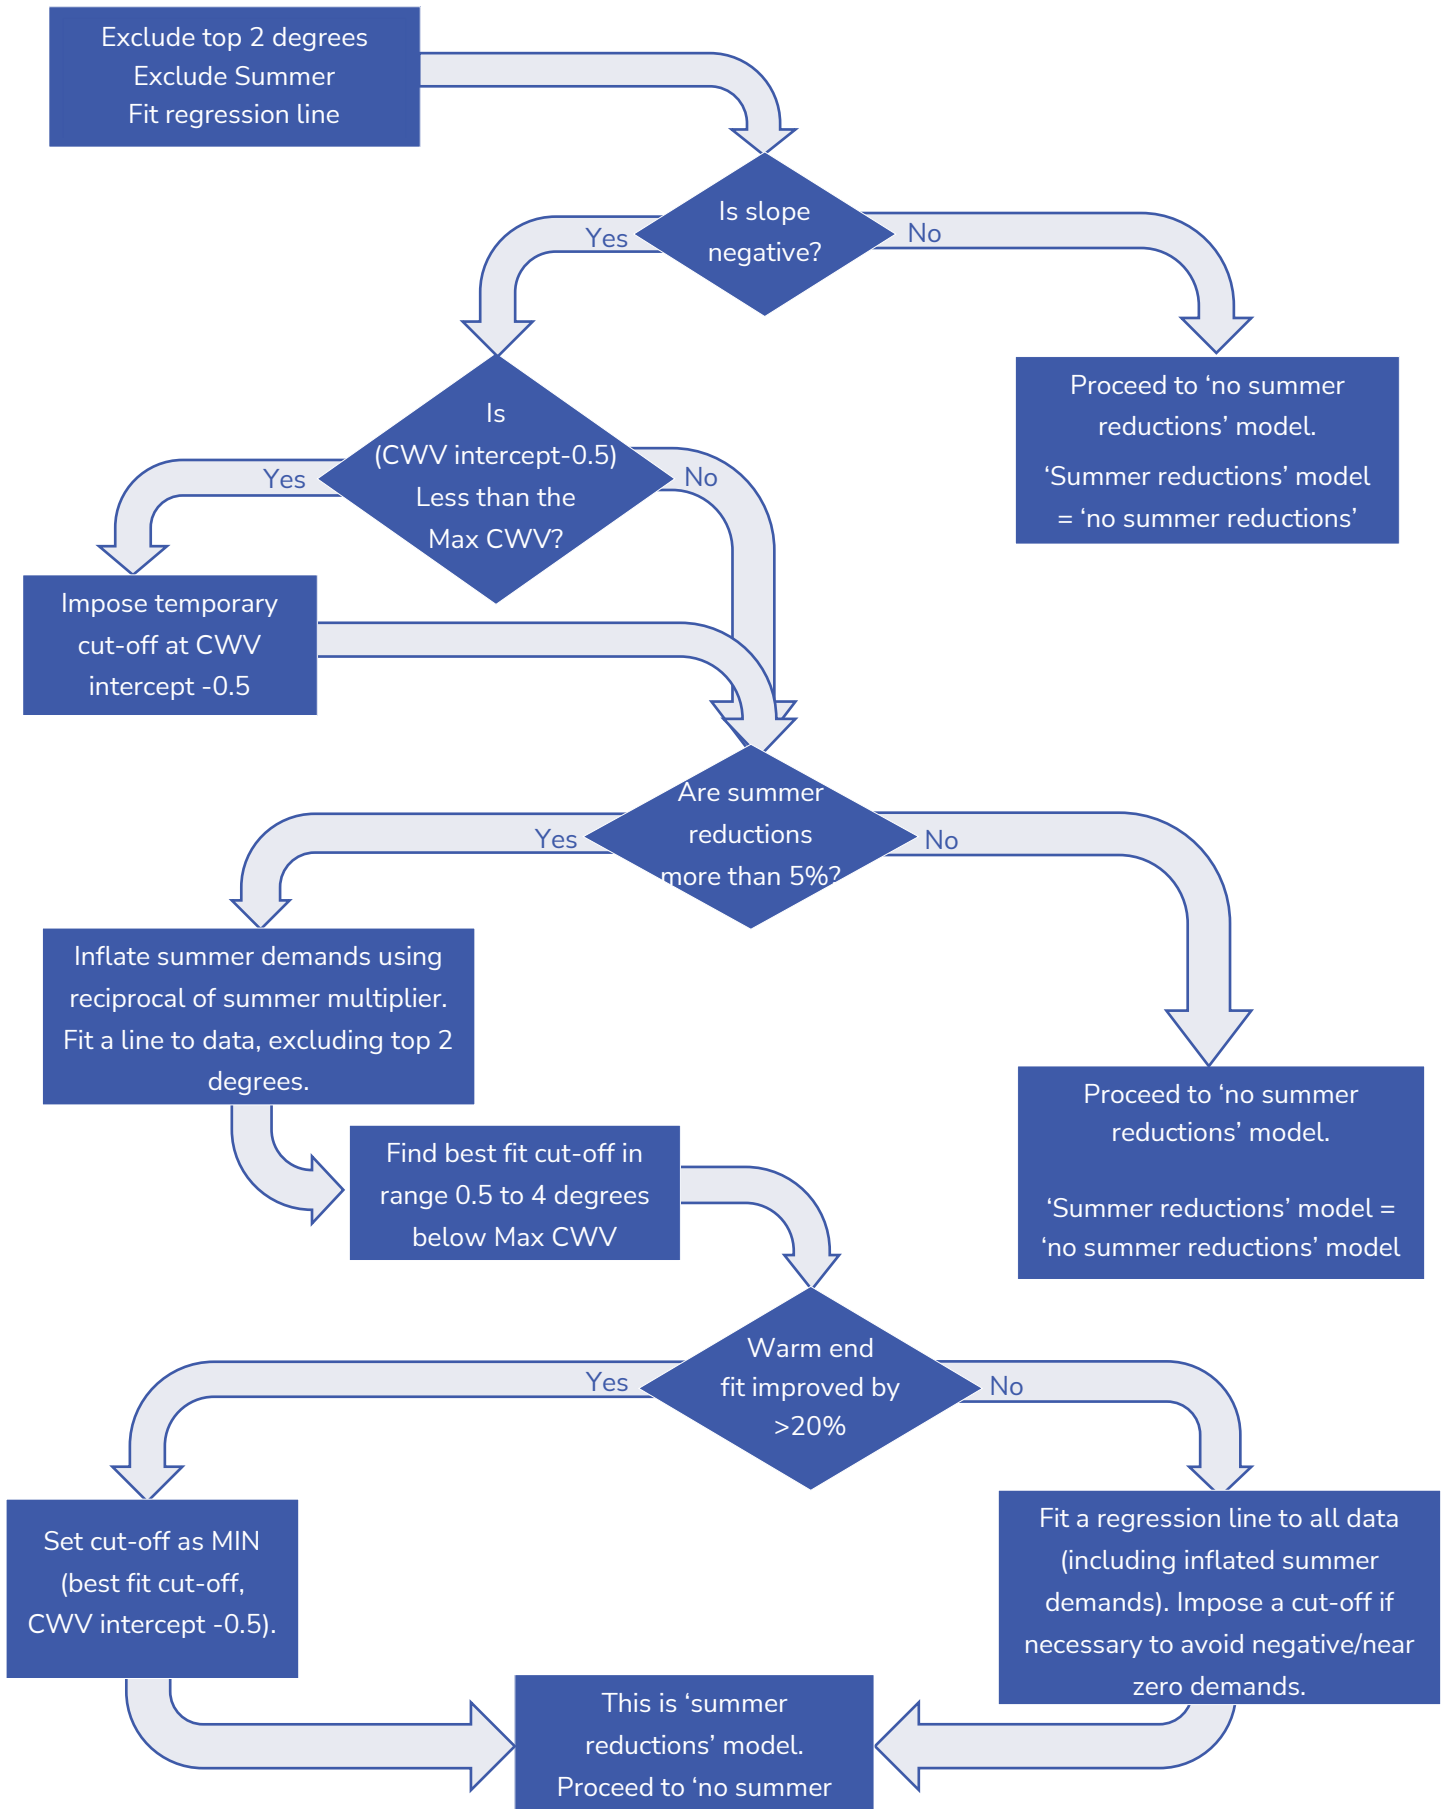 Exclude top 2 degrees
Exclude Summer
Fit regression line
Is slope
negative?
Yes
No
Proceed to ‘no summer
reductions’ model.
‘Summer reductions’ model
= ‘no summer reductions’
Is
(CWV intercept-0.5)
Less than the
Max CWV?
Yes
No
Impose temporary
cut-off at CWV
intercept -0.5
Are summer
reductions
more than 5%?
Yes
No
Inflate summer demands using
reciprocal of summer multiplier.
Fit a line to data, excluding top 2
degrees.
Proceed to ‘no summer
reductions’ model.
‘Summer reductions’ model =
‘no summer reductions’ model
Find best fit cut-off in
range 0.5 to 4 degrees
below Max CWV
Warm end
fit improved by
>20%
Yes
No
Set cut-off as MIN
(best fit cut-off,
CWV intercept -0.5).
Fit a regression line to all data
(including inflated summer
demands). Impose a cut-off if
necessary to avoid negative/near
zero demands.
This is ‘summer
reductions’ model.
Proceed to ‘no summer